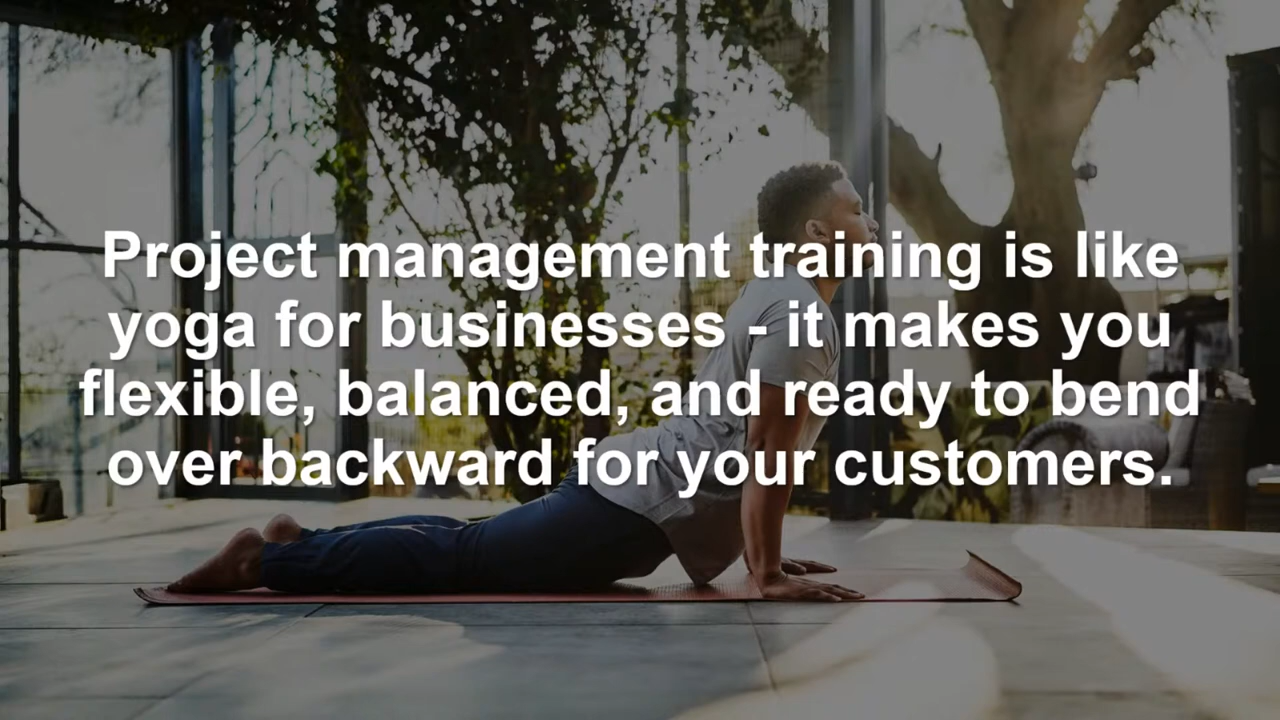 Project management training is like
yoga for businesses - it makes you
flexible, balanced, and ready to bend
over backward for your customers.